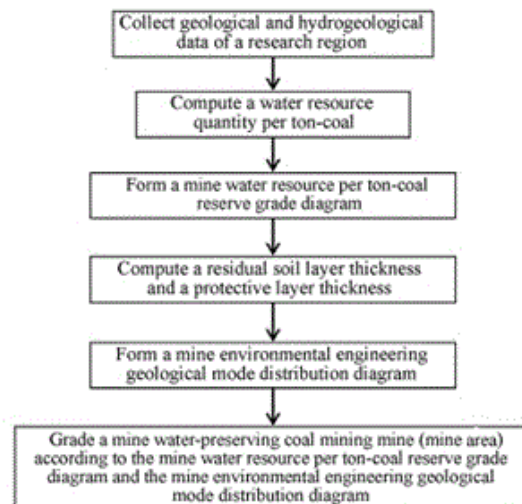 Collect geological and hydrogeological
data of a research region
Compute a water resource
quantity per ton-coal
Form a mine water resource per ton-coal
reserve grade diagram
Compute a residual soil layer thickness
and a protective layer thickness
Form a mine environmental engineering
geological mode distribution diagram
Grade a mine water-preserving coal mining mine (mine area)
according to the mine water resource per ton-coal reserve grade
diagram and the mine environmental engineering geological
mode distribution diagram